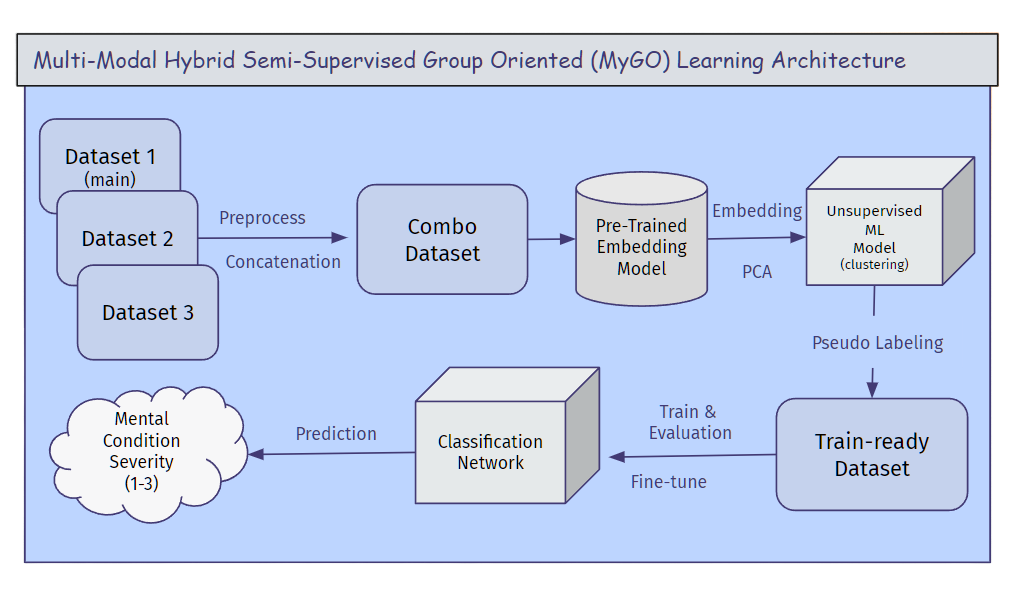 Multi-Modal Hybrid Semi-Supervised Group Oriented (MyGO) Learning Architecture
Dataset 1
(main)
Dataset 2
Dataset 3
Preprocess
Concatenation
Combo
Dataset
Pre-Trained
Embedding
Model
Embedding
PCA
Unsupervised
ML
Model
(clustering)
Pseudo Labeling
Train-ready
Dataset
Train &
Evaluation
Fine-tune
Classification
Network
Prediction
Mental
Condition
Severity
(1-3)